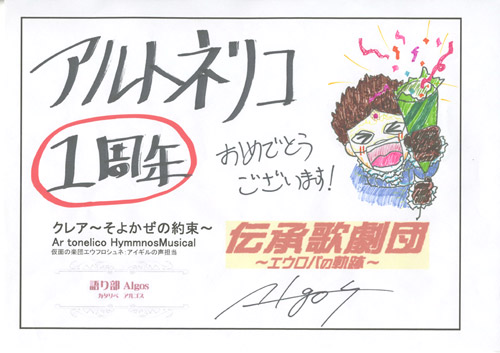 アルトネリコ
1周年
おめでとう
ございます!
クレア～そよかぜの約束～
Ar tonelico HymmnosMusical
仮面の楽団エウフロシュネ:アイギルの声担当
伝承歌劇団
～エウロパの軌跡～
語り部 Algos
カタリベ アルゴス
Algos